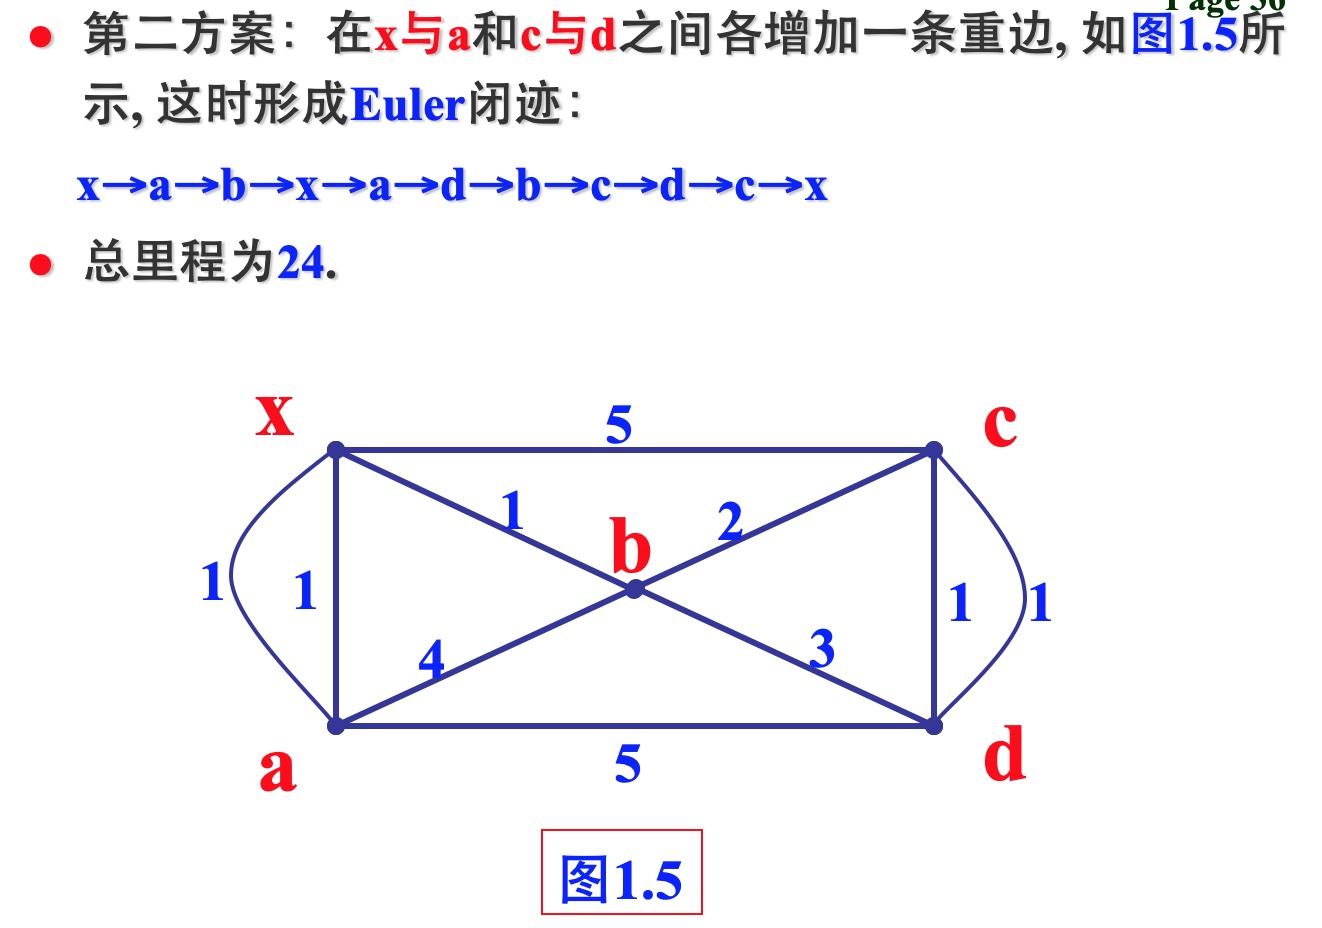 Page 36
第二方案: 在x与a和c与d之间各增加一条重边, 如图1.5所
示, 这时形成Euler闭迹:
x→a→b→x→a→d→b→c→d→c→x
总里程为24.
x
5
c
1
2
b
1
1
1
1
4
3
a
5
d
图1.5